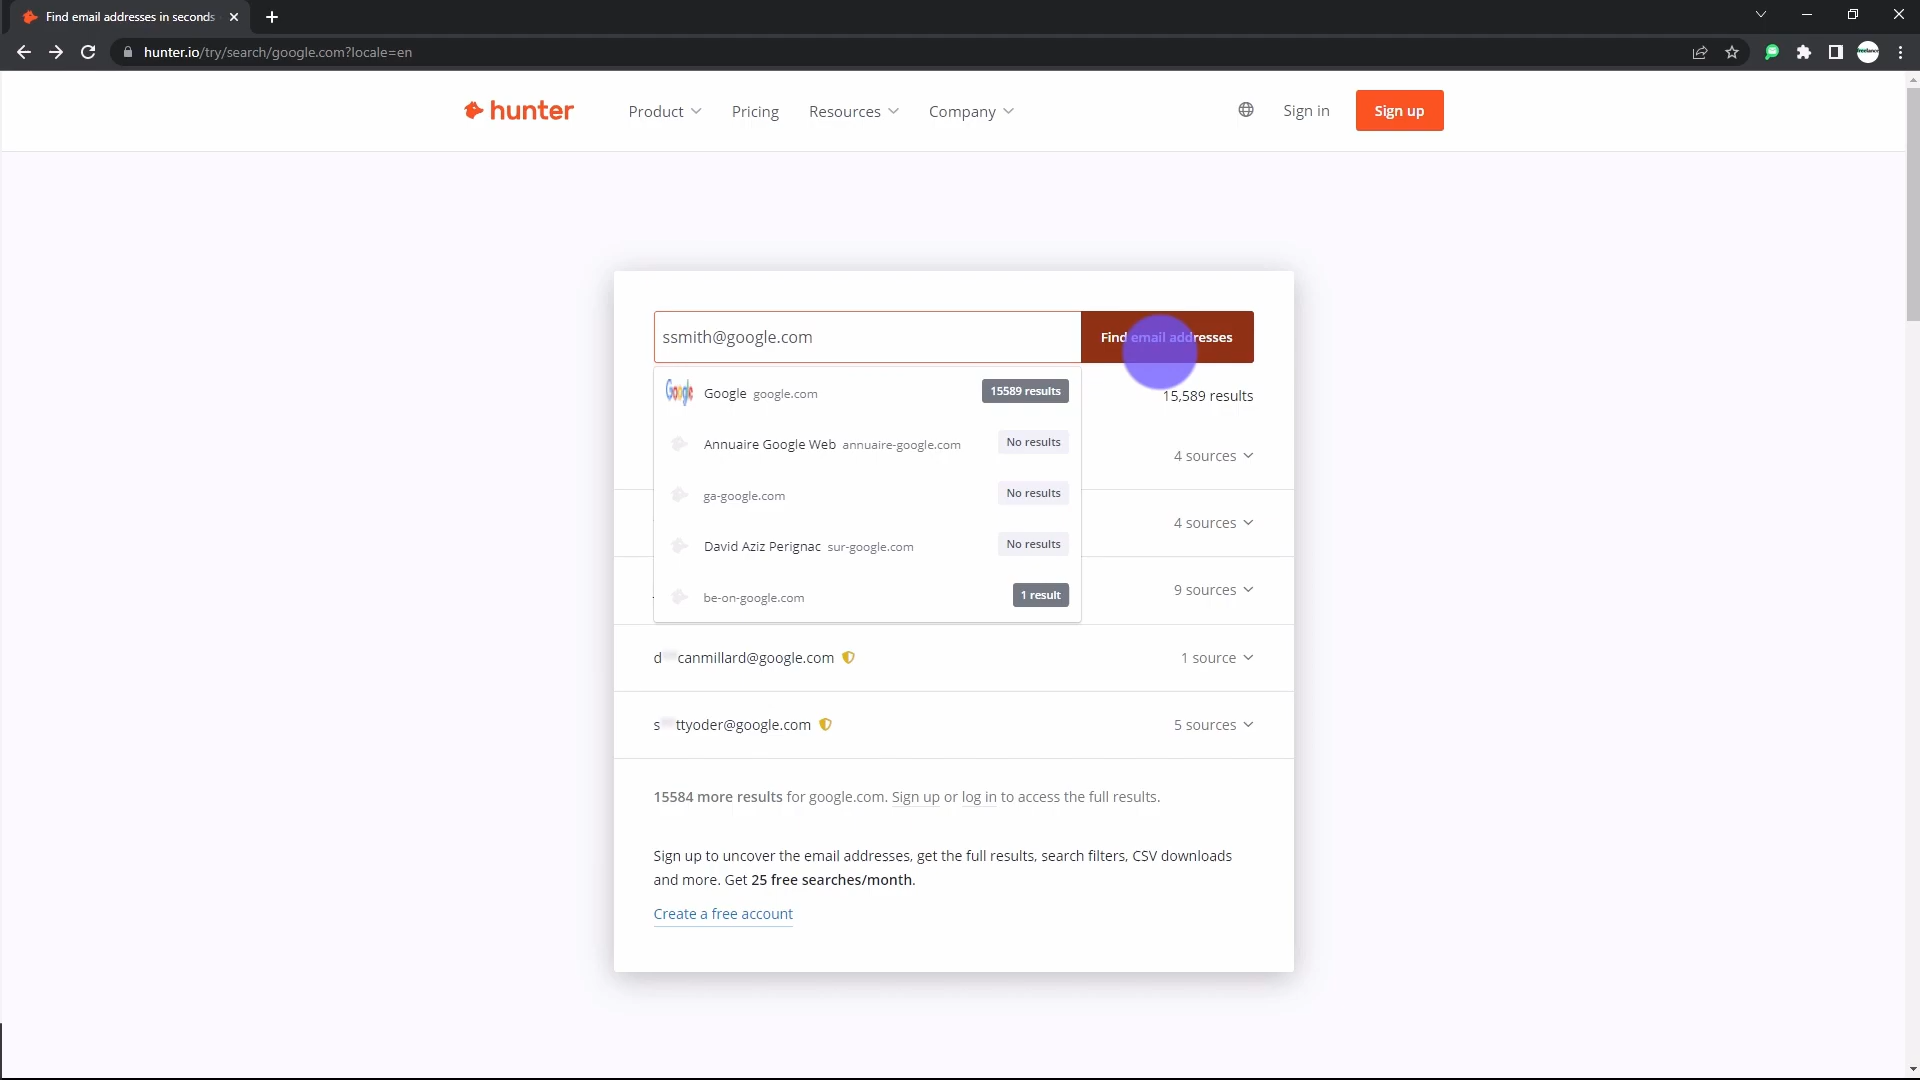 Find email addresses in seconds
hunter.io/try/search/google.com?locale=en
hunter
Product
Pricing
Resources
Company
Sign in
Sign up
ssmith@google.com
Find email addresses
Google google.com 15589 results
15,589 results
Annuaire Google Web annuaire-google.com No results
4 sources
ga-google.com No results
4 sources
David Aziz Perignac sur-google.com No results
be-on-google.com 1 result
9 sources
d canmillard@google.com 1 source
s ttyoder@google.com 5 sources
15584 more results for google.com. Sign up or log in to access the full results.
Sign up to uncover the email addresses, get the full results, search filters, CSV downloads
and more. Get 25 free searches/month.
Create a free account